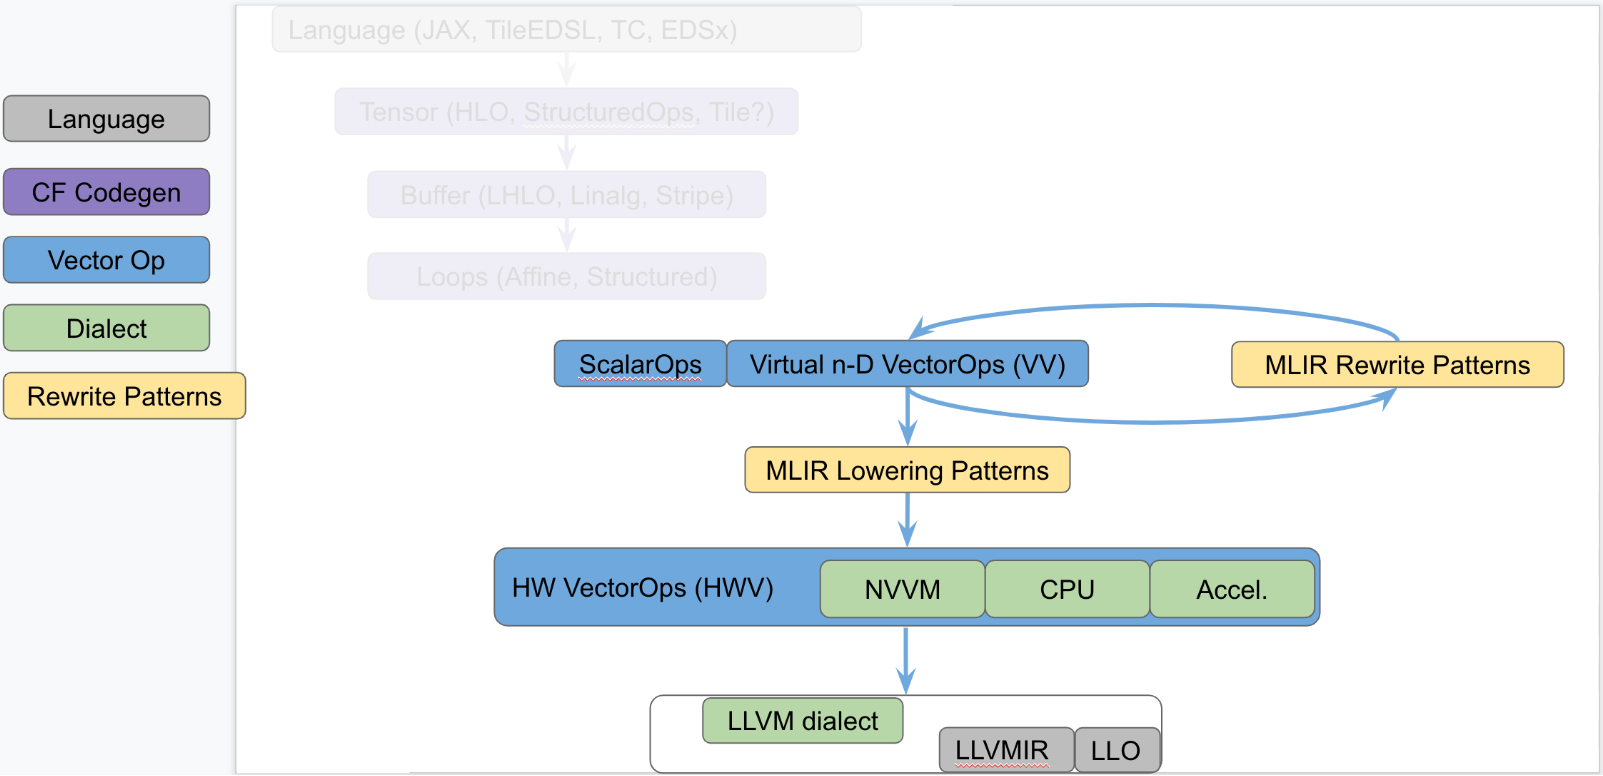 Language (JAX, TileEDSL, TC, EDSx)
Tensor (HLO, StructuredOps, Tile?)
Buffer (LHLO, Linalg, Stripe)
Loops (Affine, Structured)
Language
CF Codegen
Vector Op
Dialect
Rewrite Patterns
ScalarOps
Virtual n-D VectorOps (VV)
MLIR Rewrite Patterns
MLIR Lowering Patterns
HW VectorOps (HWV)
NVVM
CPU
Accel.
LLVM dialect
LLVMIR
LLO